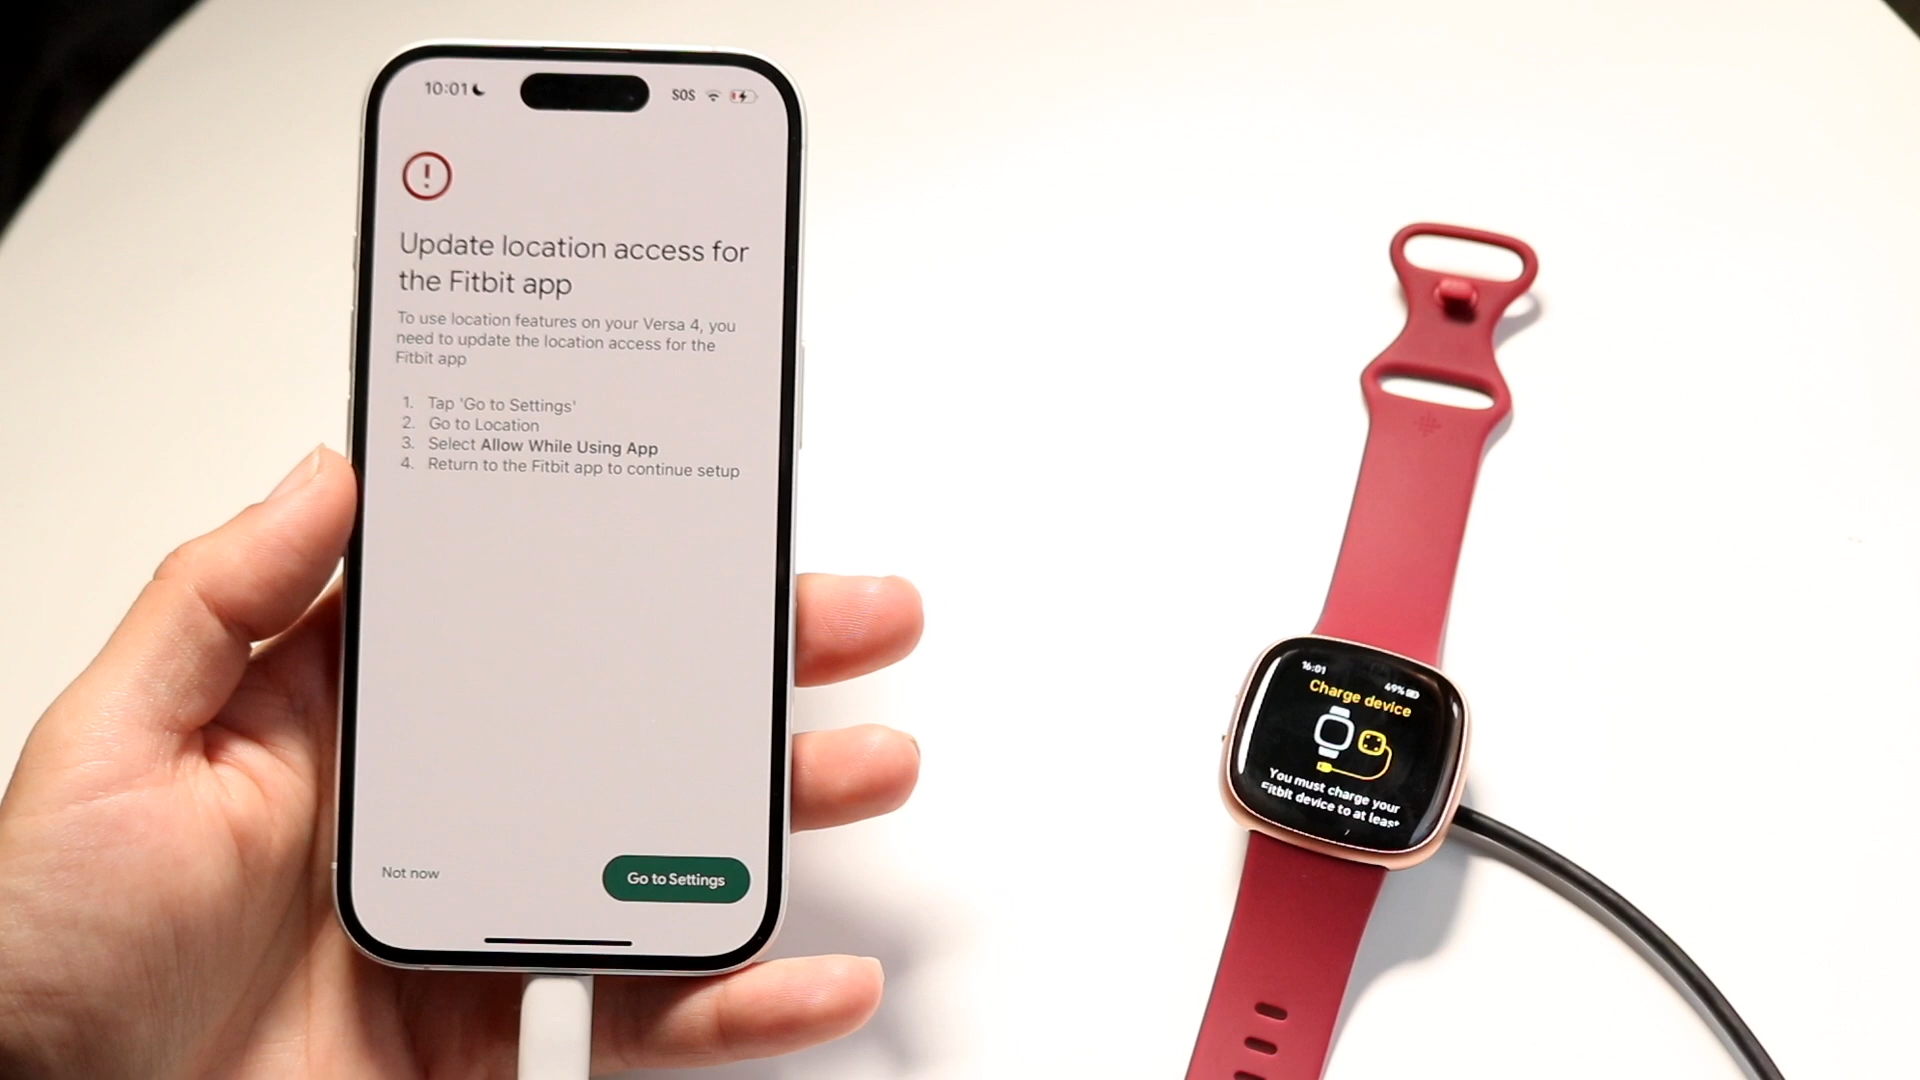 10:01
SOS
!
Update location access for
the Fitbit app
To use location features on your Versa 4, you
need to update the location access for the
Fitbit app
1. Tap 'Go to Settings'
2. Go to Location
3. Select Allow While Using App
4. Return to the Fitbit app to continue setup
Not now
Go to Settings
16:01
49%
Charge device
You must charge your
Fitbit device to at least